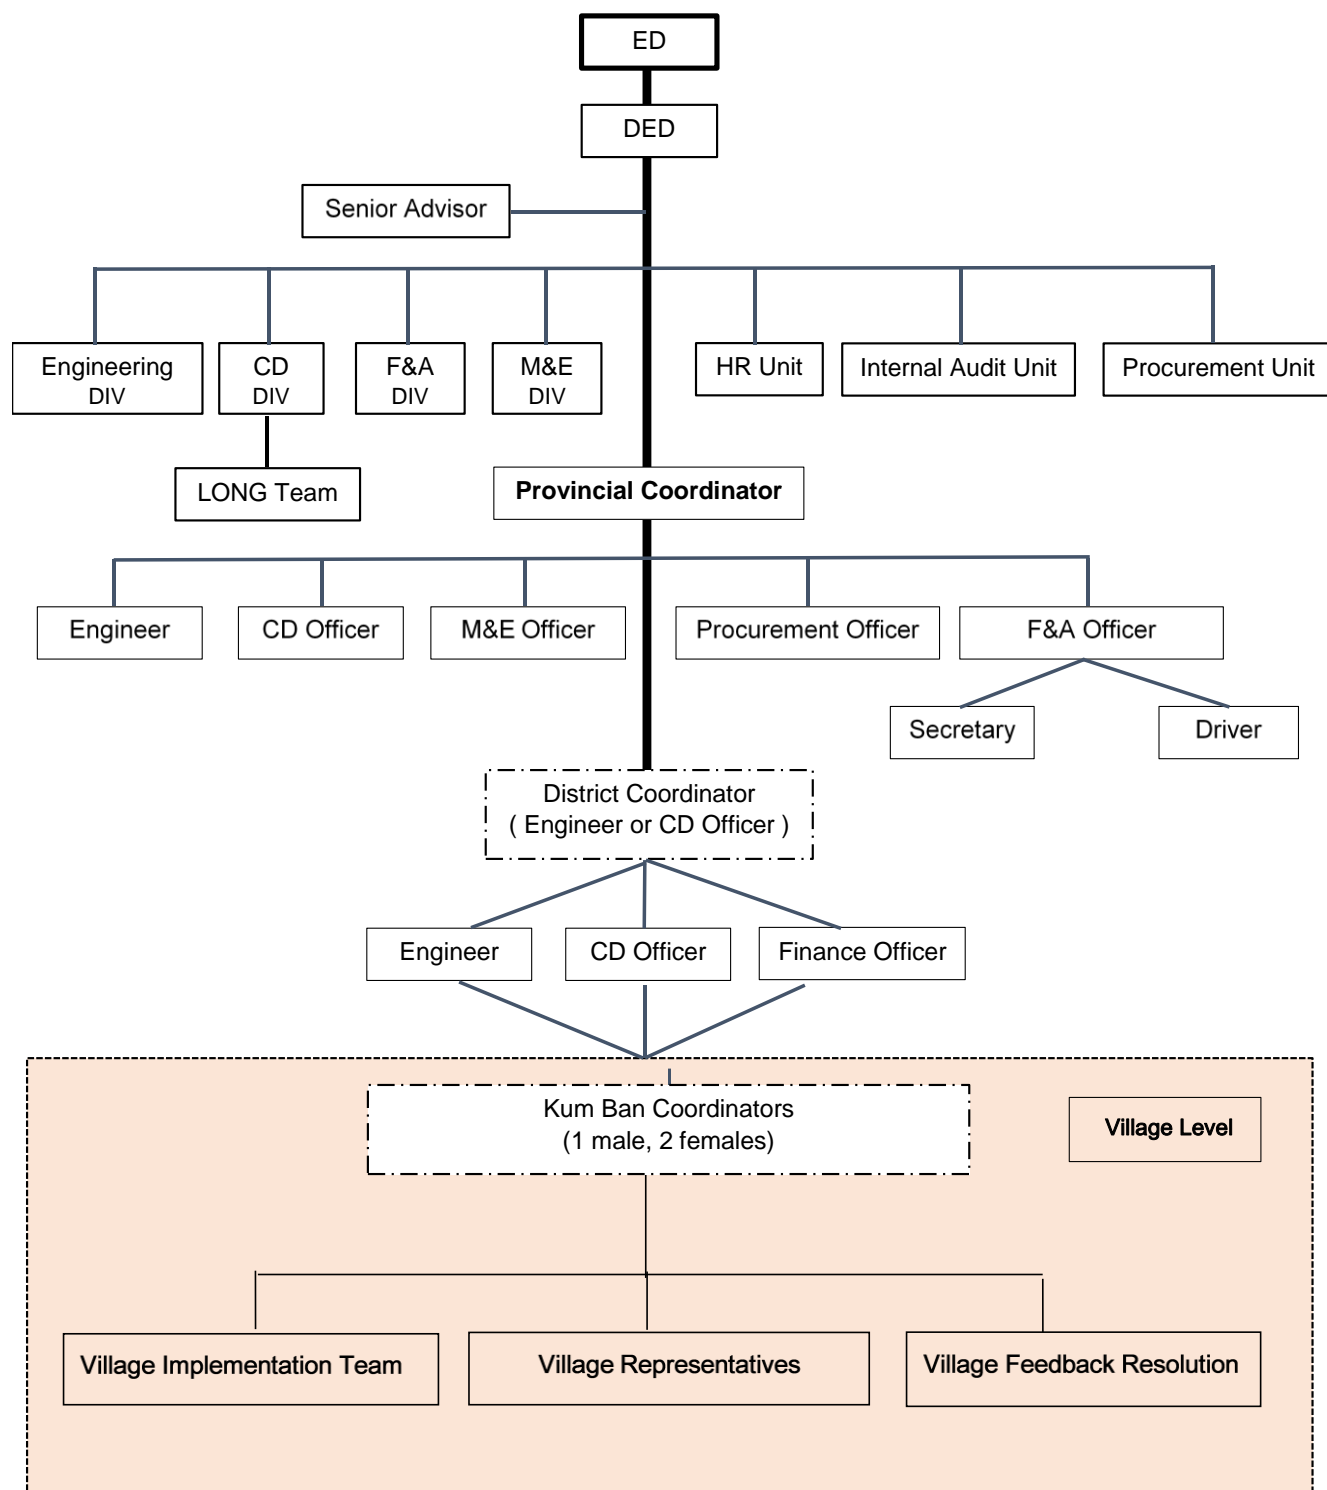 ED
DED
Senior Advisor
Engineering
DIV
CD
DIV
F&A
DIV
M&E
DIV
HR Unit
Internal Audit Unit
Procurement Unit
LONG Team
Provincial Coordinator
Engineer
CD Officer
M&E Officer
Procurement Officer
F&A Officer
Secretary
Driver
District Coordinator
( Engineer or CD Officer )
Engineer
CD Officer
Finance Officer
Kum Ban Coordinators
(1 male, 2 females)
Village Level
Village Implementation Team
Village Representatives
Village Feedback Resolution